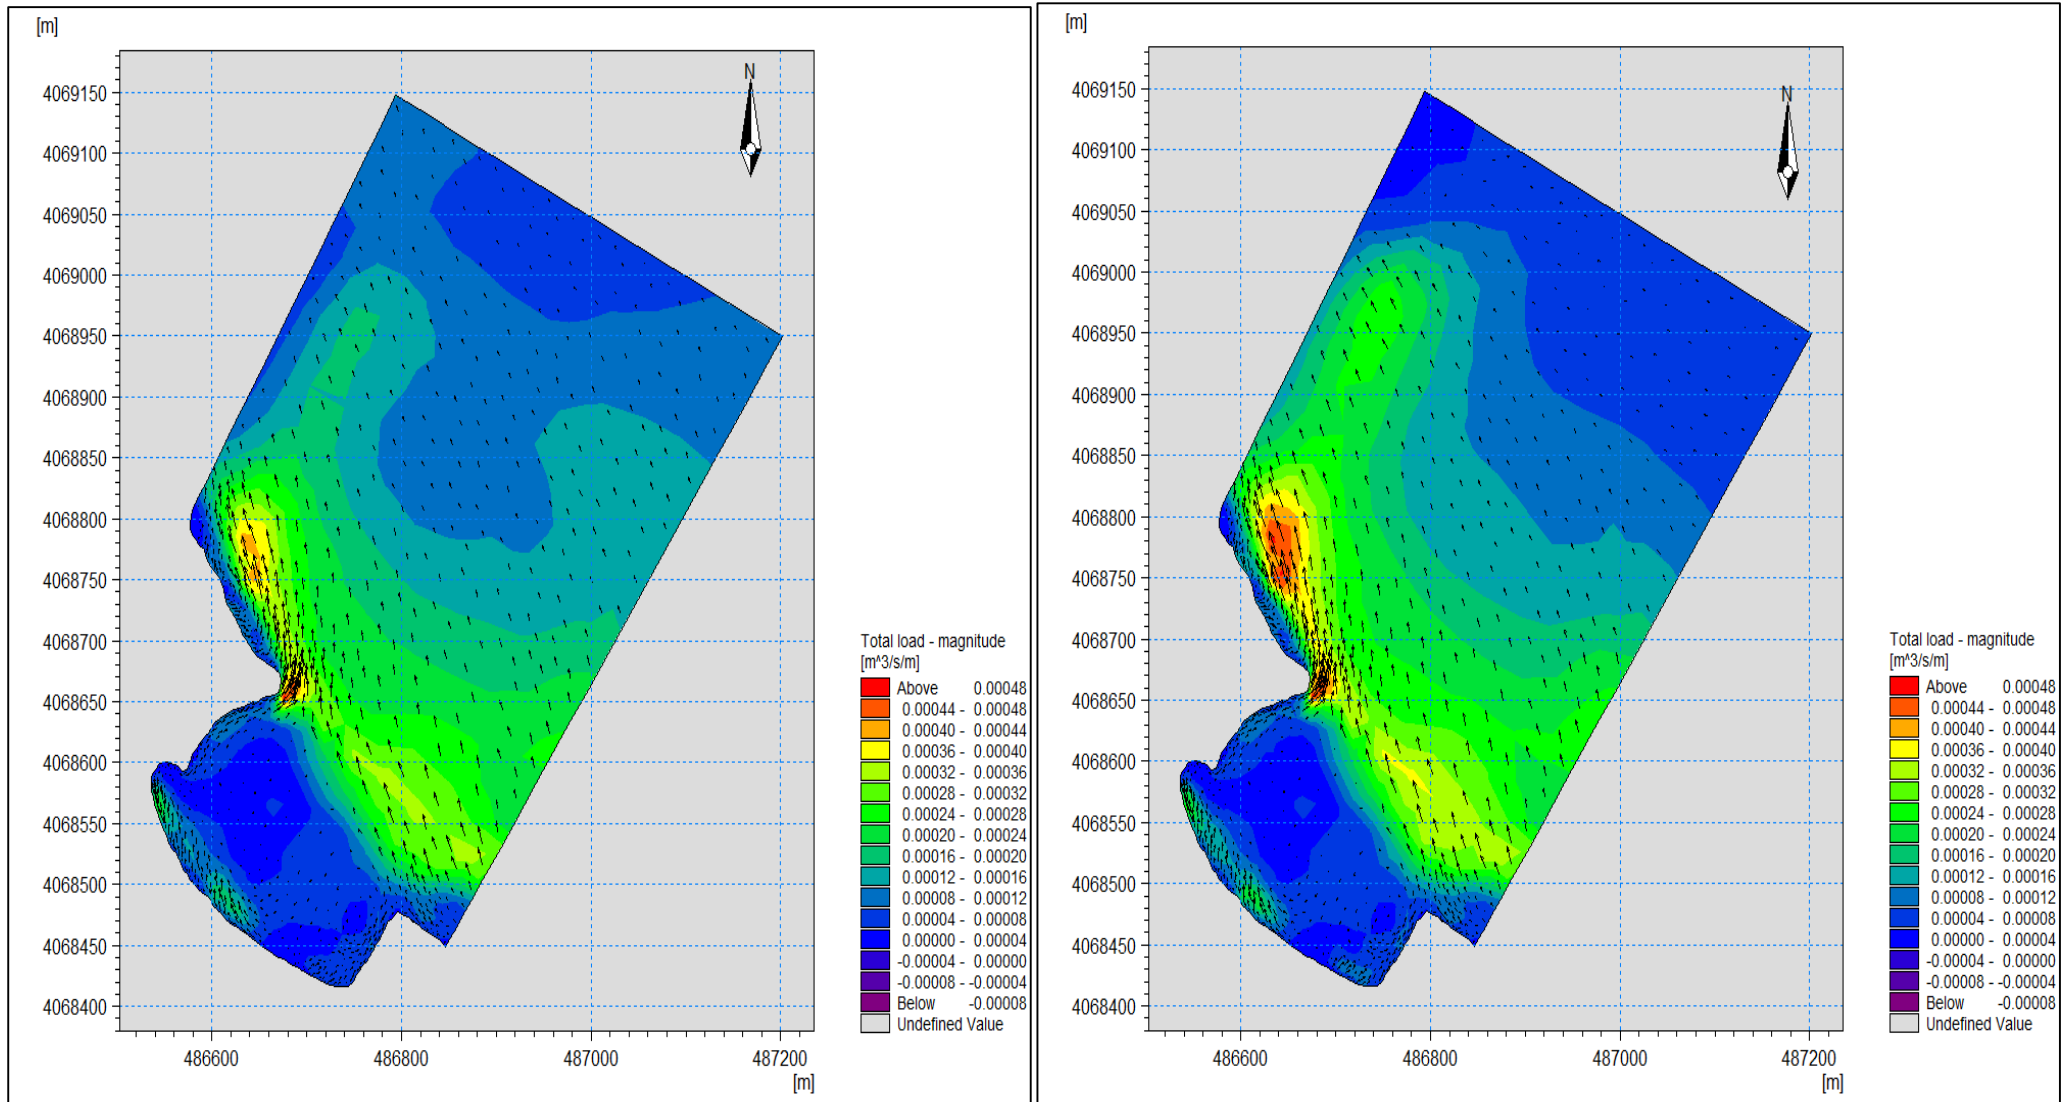 [m]
N
4069150
4069100
4069050
4069000
4068950
4068900
4068850
4068800
4068750
4068700
4068650
4068600
4068550
4068500
4068450
4068400
486600 486800 487000 487200
[m]
Total load - magnitude
[m^3/s/m]
Above 0.00048
0.00044 - 0.00048
0.00040 - 0.00044
0.00036 - 0.00040
0.00032 - 0.00036
0.00028 - 0.00032
0.00024 - 0.00028
0.00020 - 0.00024
0.00016 - 0.00020
0.00012 - 0.00016
0.00008 - 0.00012
0.00004 - 0.00008
0.00000 - 0.00004
-0.00004 - 0.00000
-0.00008 - -0.00004
Below -0.00008
Undefined Value
[m]
N
4069150
4069100
4069050
4069000
4068950
4068900
4068850
4068800
4068750
4068700
4068650
4068600
4068550
4068500
4068450
4068400
486600 486800 487000 487200
[m]
Total load - magnitude
[m^3/s/m]
Above 0.00048
0.00044 - 0.00048
0.00040 - 0.00044
0.00036 - 0.00040
0.00032 - 0.00036
0.00028 - 0.00032
0.00024 - 0.00028
0.00020 - 0.00024
0.00016 - 0.00020
0.00012 - 0.00016
0.00008 - 0.00012
0.00004 - 0.00008
0.00000 - 0.00004
-0.00004 - 0.00000
-0.00008 - -0.00004
Below -0.00008
Undefined Value